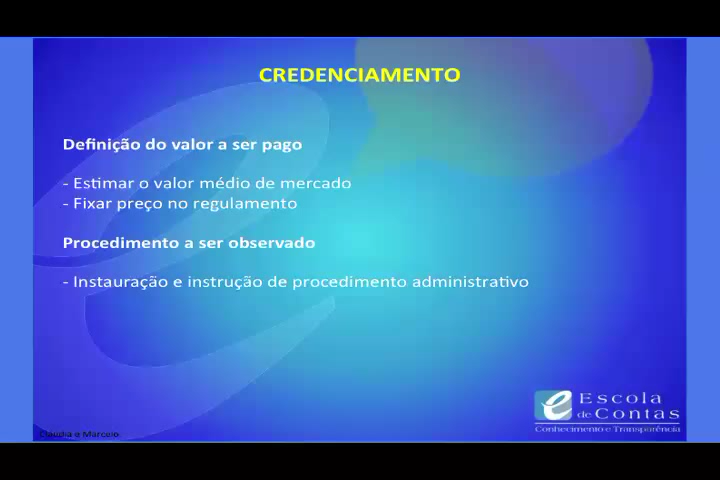 CREDENCIAMENTO
Definição do valor a ser pago
- Estimar o valor médio de mercado
- Fixar preço no regulamento
Procedimento a ser observado
- Instauração e instrução de procedimento administrativo
Escola
de Contas
Conhecimento e Transparência
Cláudia e Marcelo